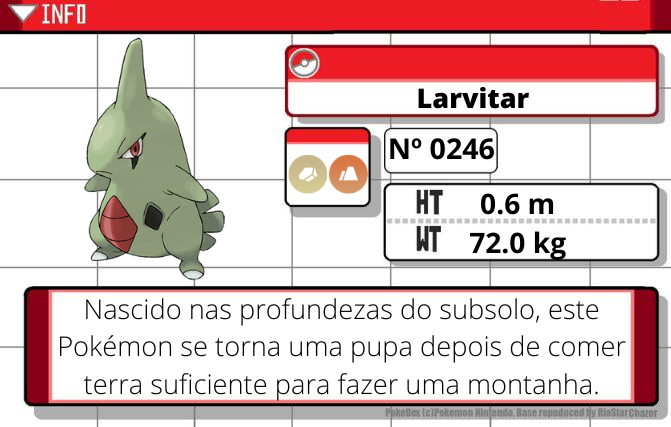 INFO
Larvitar
Nº 0246
HT 0.6 m
WT 72.0 kg
Nascido nas profundezas do subsolo, este
Pokémon se torna uma pupa depois de comer
terra suficiente para fazer uma montanha.
PokeDex (c)Pokemon Nintendo. Base repoduced by RiaStarChazer